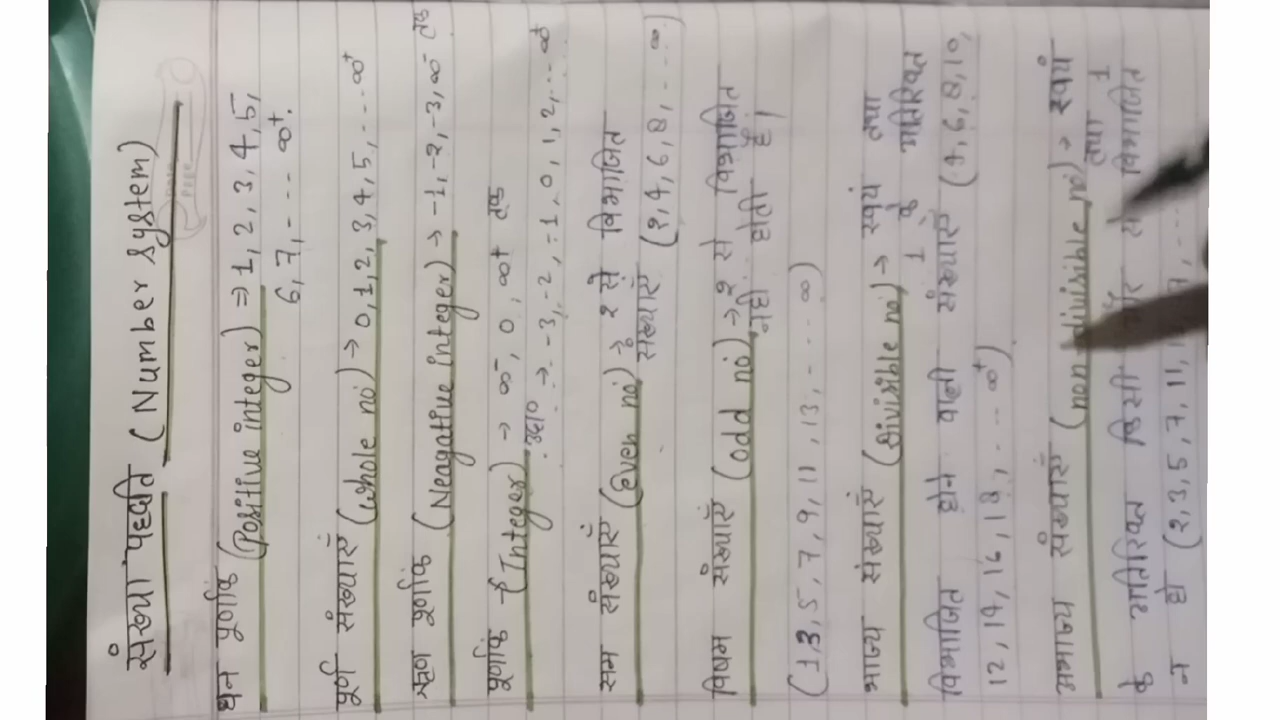 संख्या पद्दति (Number system)
धन पूर्णांक (Positive integer) ⇒ 1, 2, 3, 4, 5,
6, 7, - --- ∞⁺.
पूर्ण संख्याएँ (whole no) → 0, 1, 2, 3, 4, 5, - ... ∞⁺
ऋण पूर्णांक (Neagative integer) → -1, -2, -3, ∞⁻ तक
पूर्णांक - (Integer) → ∞⁻, 0, ∞⁺ तक
उदा० → -3, -2, -1, 0, 1, 2, ... ∞⁺
सम संख्याएँ (Even no) → 2 से विभाजित
संख्याएँ (2, 4, 6, 8, - .. ∞)
विषम संख्याएँ (odd no) → 2 से विभाजित
नही होती है।
(1, 3, 5, 7, 9, 11, 13, - - - ∞)
भाज्य संख्याएँ (divisible no) → स्वयं तथा
1 के अतिरिक्त
विभाजित होने वाली संख्याएँ (4, 6, 8, 10,
12, 14, 16, 18, - -- ∞⁺)
अभाज्य संख्याएँ (non divisible no) → स्वयं
तथा 1
के अतिरिक्त किसी से विभाजित
न हो (2, 3, 5, 7, 11,